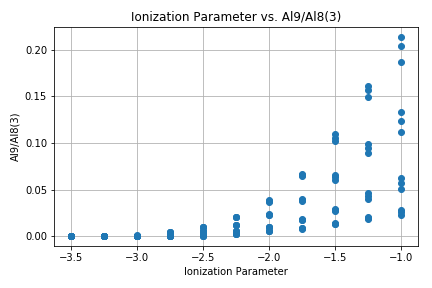 Ionization Parameter vs. Al9/Al8(3)
0.20
0.15
0.10
0.05
0.00
Al9/Al8(3)
−3.5 −3.0 −2.5 −2.0 −1.5 −1.0
Ionization Parameter